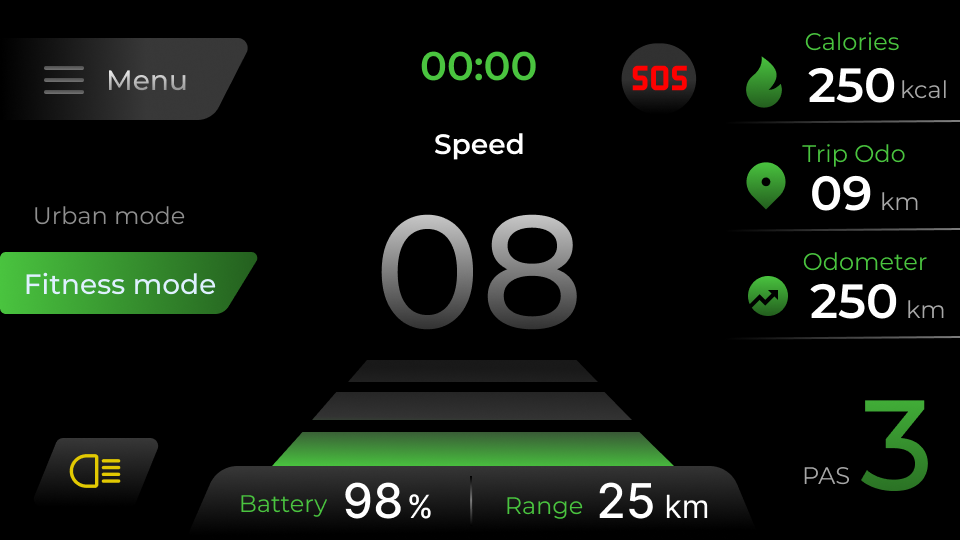 Menu
00:00
SOS
Calories
250 kcal
Speed
Trip Odo
09 km
Urban mode
08
Fitness mode
Odometer
250 km
PAS 3
Battery 98 %
Range 25 km